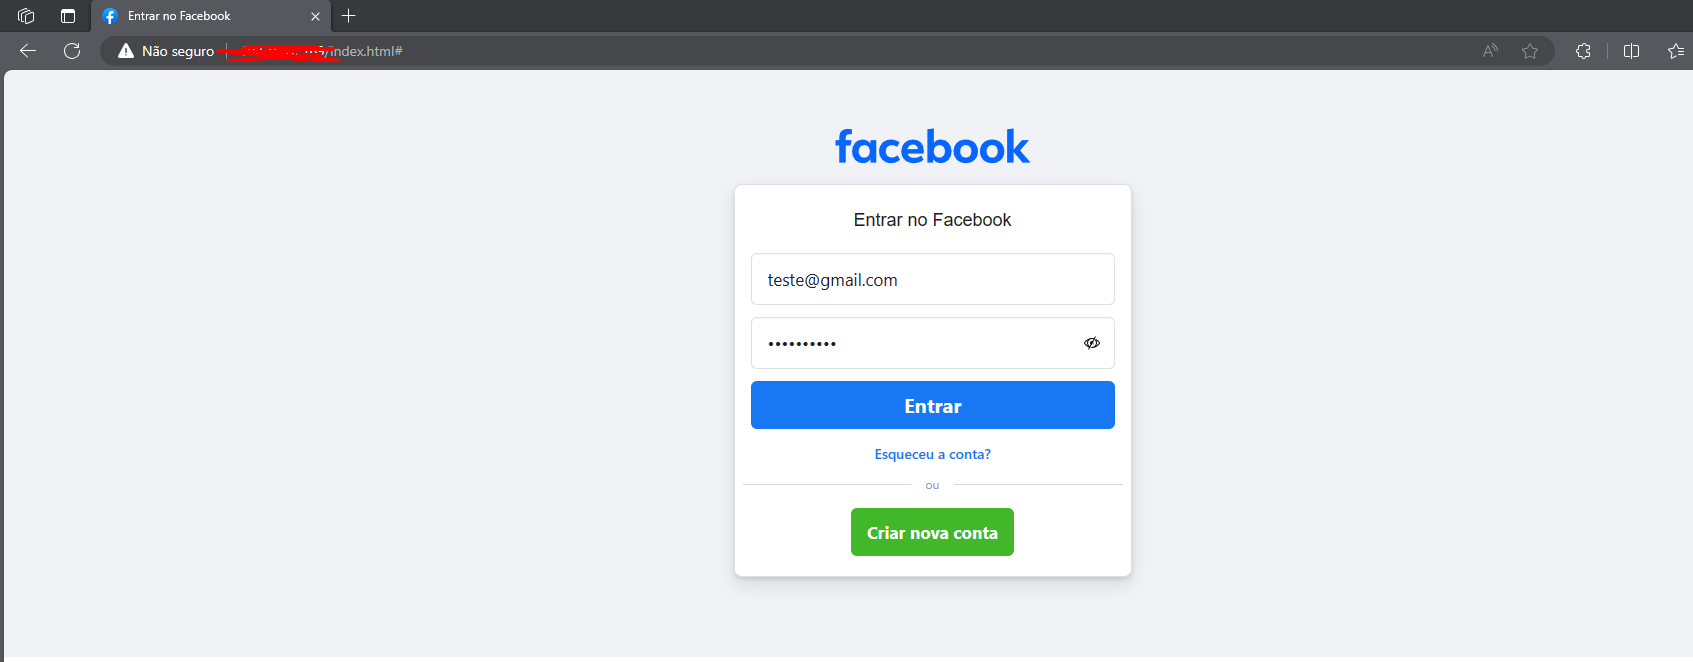 Entrar no Facebook
Não seguro /index.html#
facebook
Entrar no Facebook
teste@gmail.com
Entrar
Esqueceu a conta?
ou
Criar nova conta